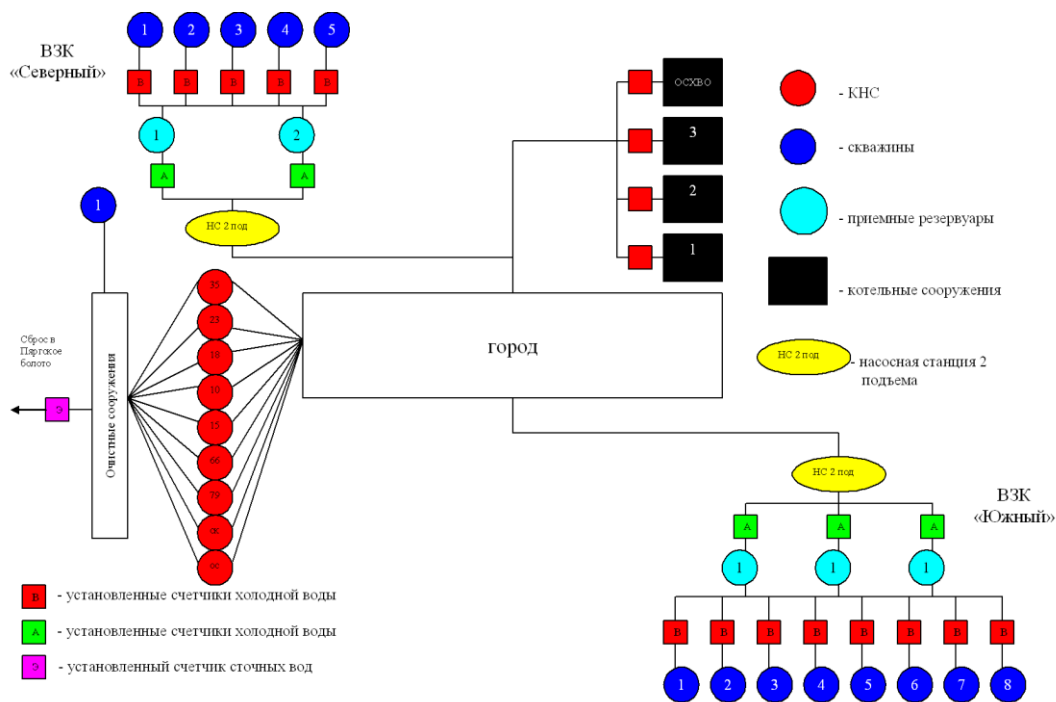 ВЗК
«Северный»
1
2
3
4
5
В
В
В
В
В
1
2
А
А
НС 2 под
1
ОСХВО
3
2
1
- КНС
- скважины
- приемные резервуары
- котельные сооружения
НС 2 под
- насосная станция 2
подъема
город
35
23
18
10
15
66
79
Сброс в
Пяргское
болото
Э
Очистные сооружения
НС 2 под
ВЗК
«Южный»
А
А
А
1
1
1
В
В
В
В
В
В
В
В
1
2
3
4
5
6
7
8
В
- установленные счетчики холодной воды
А
- установленные счетчики холодной воды
Э
- установленный счетчик сточных вод